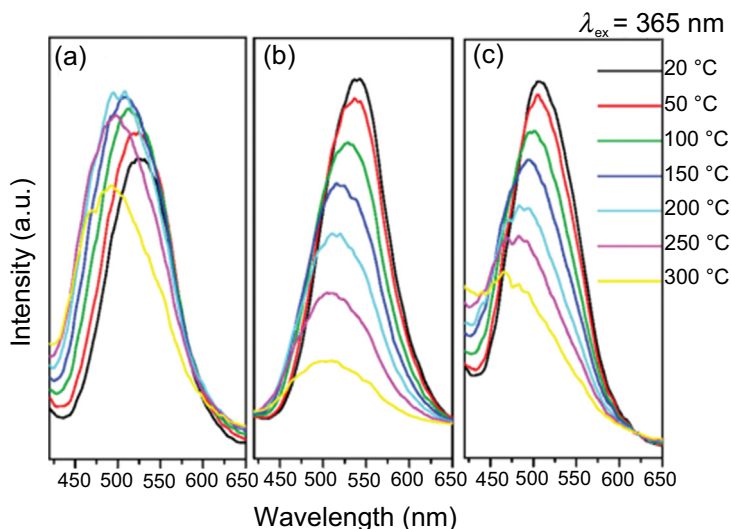 λex = 365 nm
(a)
(b)
(c)
20 °C
50 °C
100 °C
150 °C
200 °C
250 °C
300 °C
Intensity (a.u.)
450 500 550 600 650 450 500 550 600 650 450 500 550 600 650
Wavelength (nm)